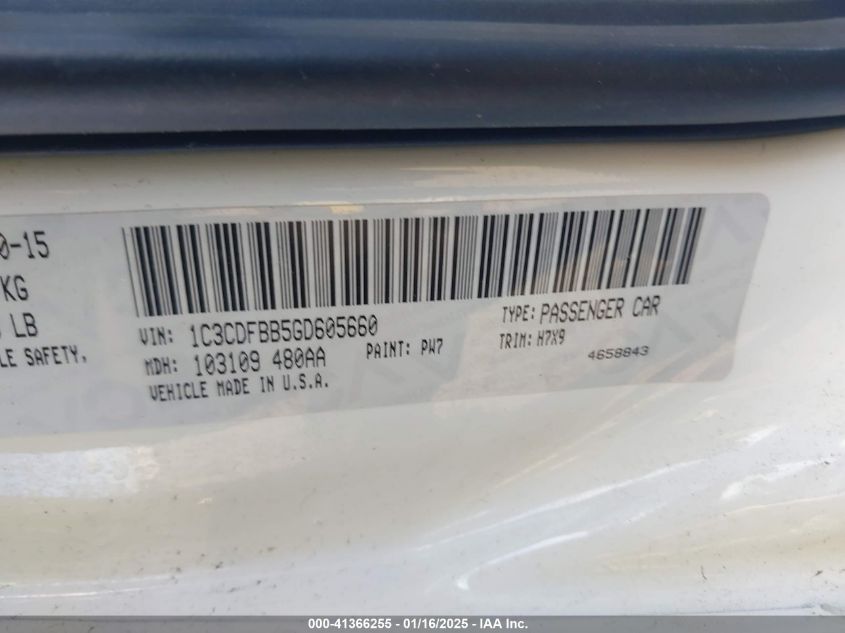 0-15
KG
LB
LE SAFETY,
VIN: 1C3CDFBB5GD605660
TYPE: PASSENGER CAR
MDH: 103109 480AA
PAINT: PW7
TRIM: H7X9
VEHICLE MADE IN U.S.A.
4658843
000-41366255 - 01/16/2025 - IAA Inc.